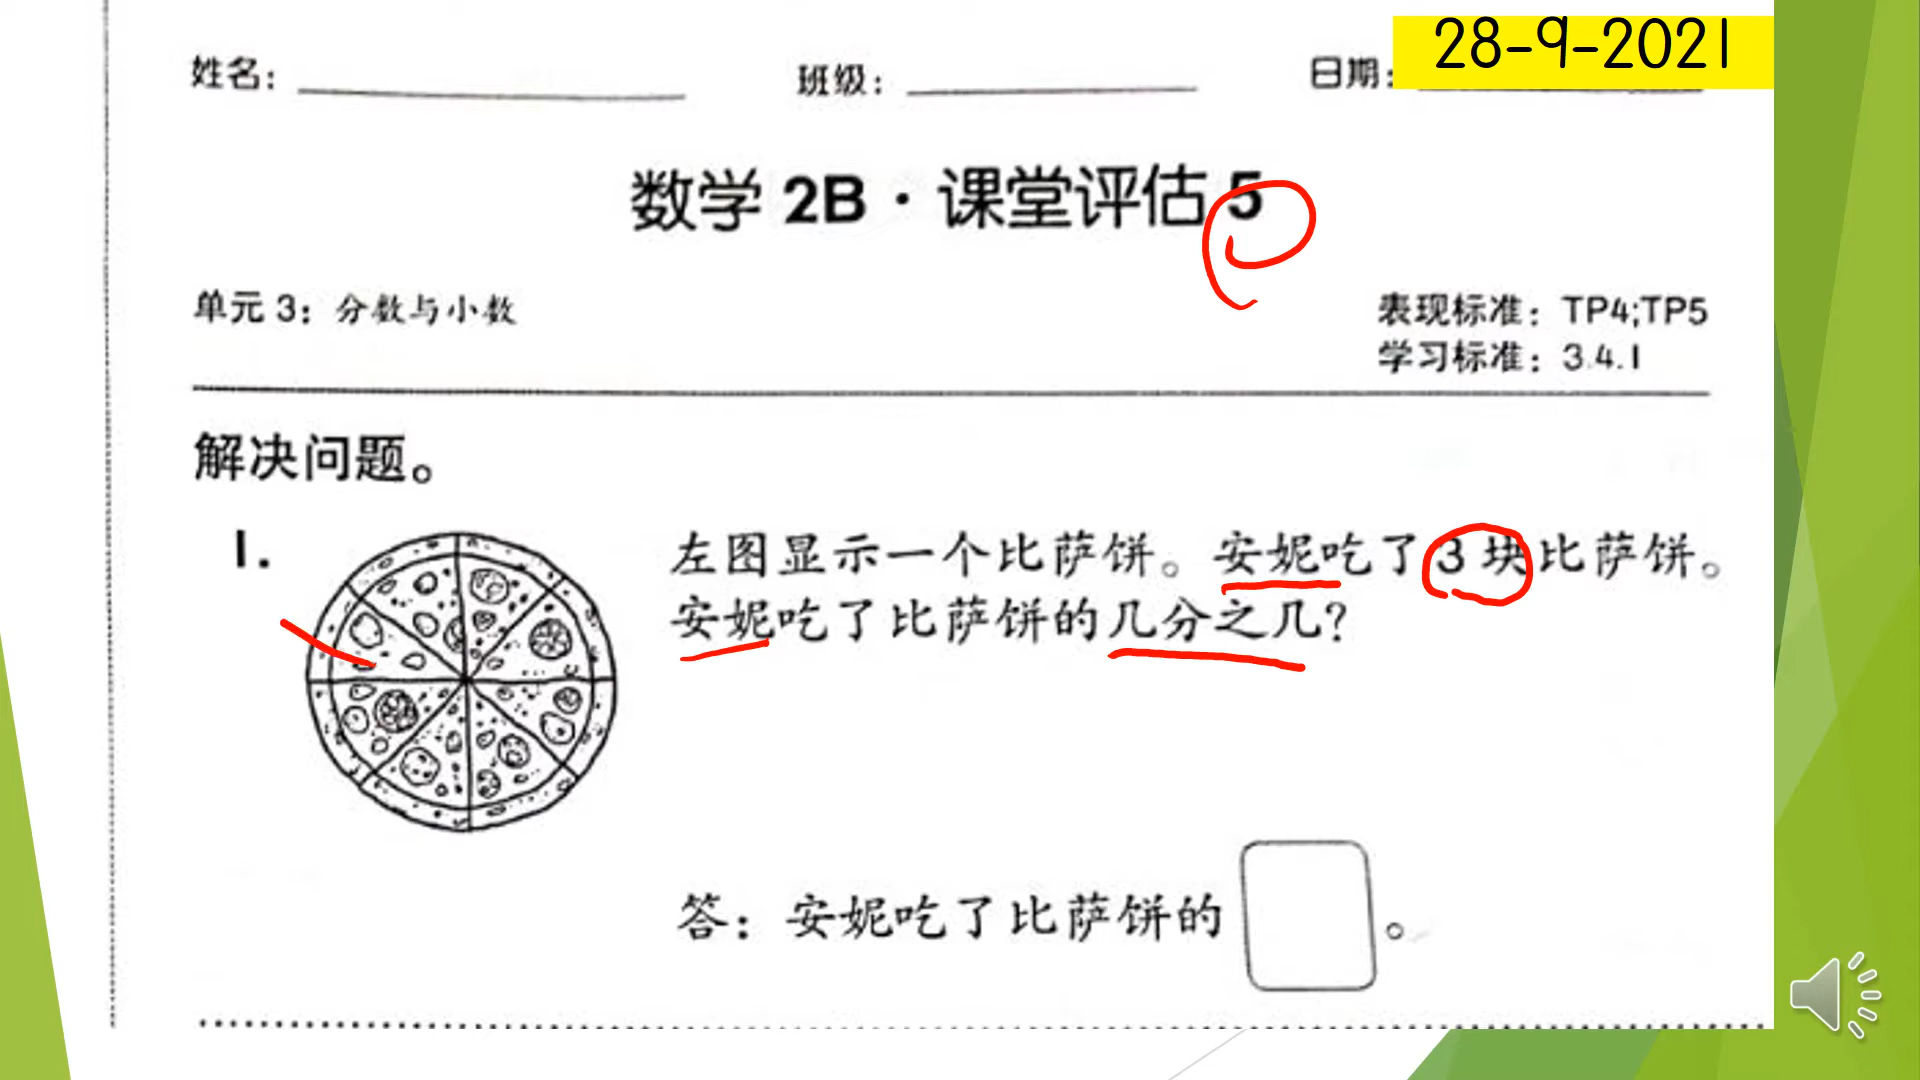 姓名：
班级：
日期：
28-9-2021
数学 2B · 课堂评估 5
单元 3：分数与小数
表现标准：TP4;TP5
学习标准：3.4.1
解决问题。
1.
左图显示一个比萨饼。安妮吃了 3 块比萨饼。
安妮吃了比萨饼的几分之几？
答：安妮吃了比萨饼的 。